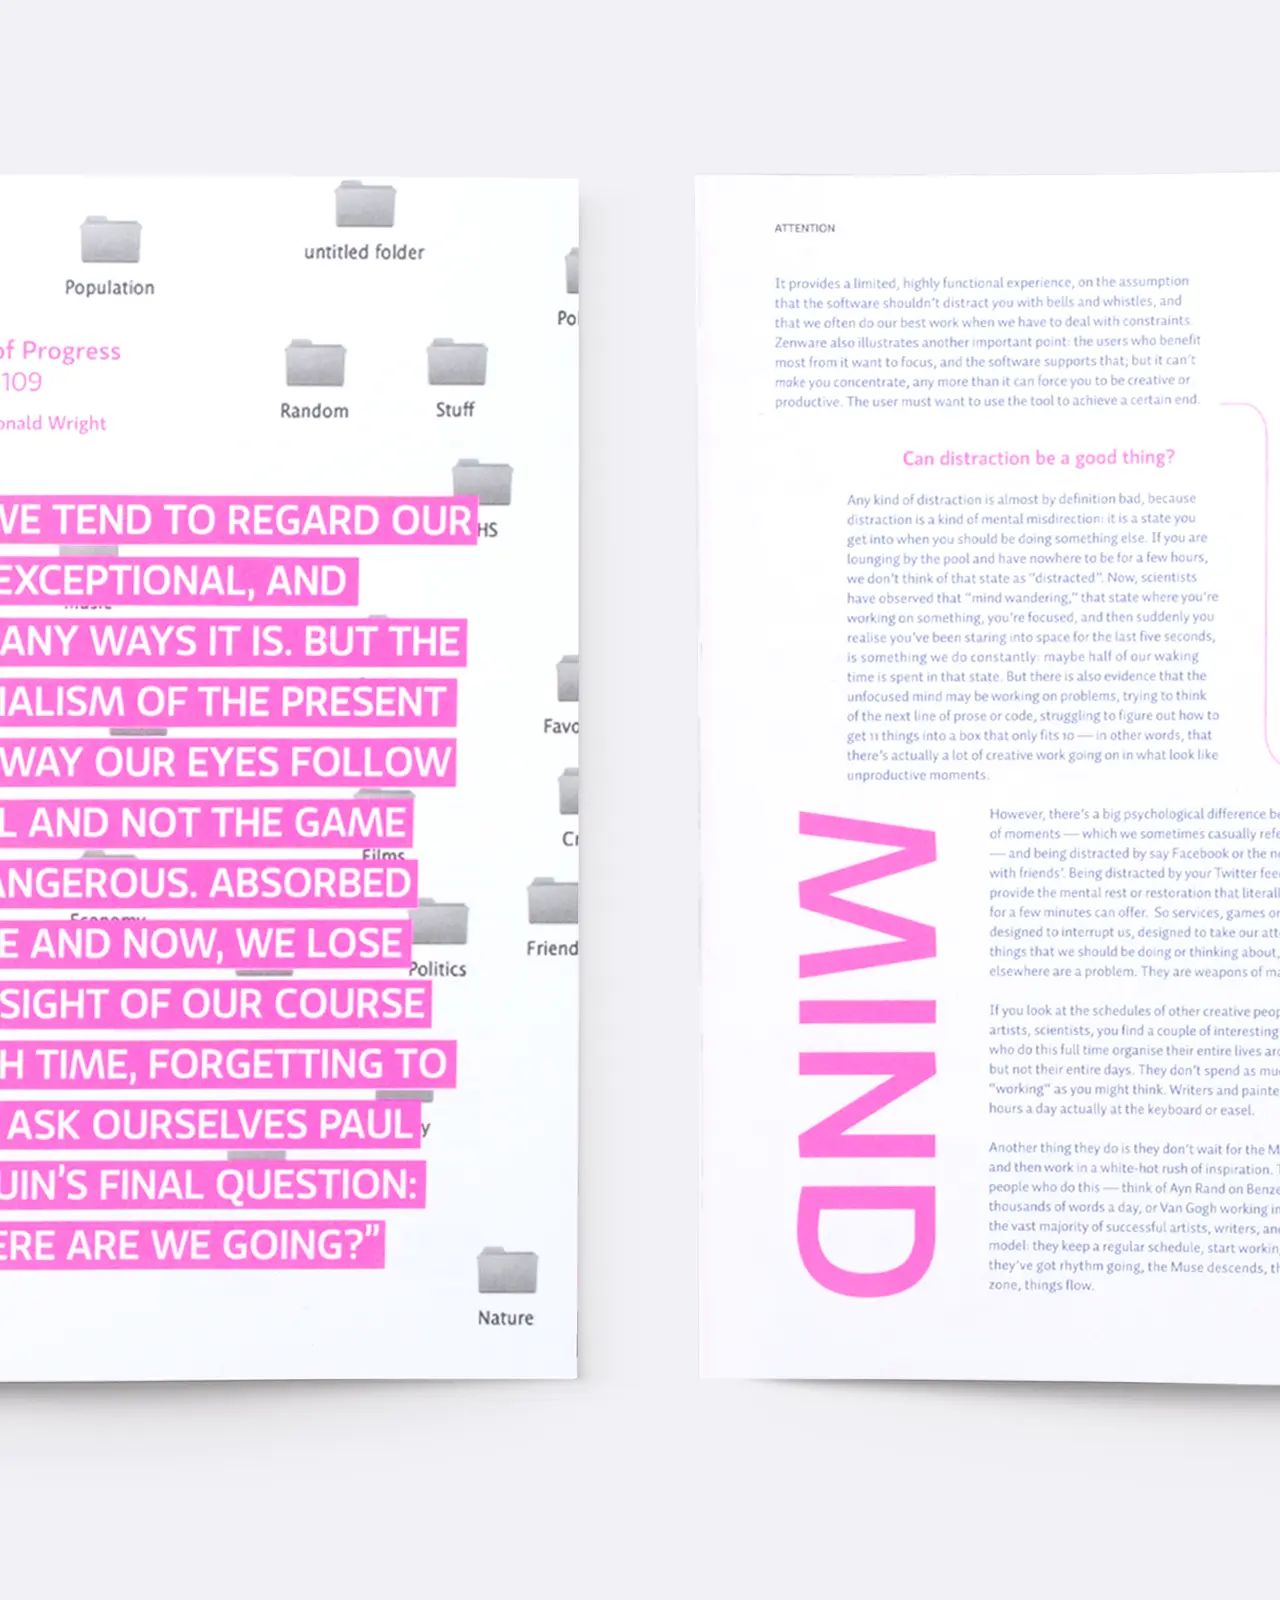 untitled folder
Population
Po
of Progress
109
Random
Stuff
onald Wright
HS
WE TEND TO REGARD OUR
EXCEPTIONAL, AND
Music
ANY WAYS IT IS. BUT THE
IALISM OF THE PRESENT
WAY OUR EYES FOLLOW
Favo
L AND NOT THE GAME
Films
ANGEROUS. ABSORBED
Economy
E AND NOW, WE LOSE
Friend
Politics
SIGHT OF OUR COURSE
H TIME, FORGETTING TO
ASK OURSELVES PAUL
y
UIN'S FINAL QUESTION:
ERE ARE WE GOING?”
Nature
ATTENTION
It provides a limited, highly functional experience, on the assumption
that the software shouldn't distract you with bells and whistles, and
that we often do our best work when we have to deal with constraints.
Zenware also illustrates another important point: the users who benefit
most from it want to focus, and the software supports that; but it can't
make you concentrate, any more than it can force you to be creative or
productive. The user must want to use the tool to achieve a certain end.
Can distraction be a good thing?
Any kind of distraction is almost by definition bad, because
distraction is a kind of mental misdirection: it is a state you
get into when you should be doing something else. If you are
lounging by the pool and have nowhere to be for a few hours,
we don't think of that state as “distracted”. Now, scientists
have observed that “mind wandering,” that state where you're
working on something, you're focused, and then suddenly you
realise you've been staring into space for the last five seconds,
is something we do constantly: maybe half of our waking
time is spent in that state. But there is also evidence that the
unfocused mind may be working on problems, trying to think
of the next line of prose or code, struggling to figure out how to
get 11 things into a box that only fits 10 — in other words, that
there's actually a lot of creative work going on in what look like
unproductive moments.
MIND
However, there's a big psychological difference be
of moments — which we sometimes casually refe
— and being distracted by say Facebook or the ne
with friends'. Being distracted by your Twitter fee
provide the mental rest or restoration that literall
for a few minutes can offer. So services, games or
designed to interrupt us, designed to take our att
things that we should be doing or thinking about,
elsewhere are a problem. They are weapons of ma
If you look at the schedules of other creative peop
artists, scientists, you find a couple of interesting
who do this full time organise their entire lives aro
but not their entire days. They don't spend as mu
“working” as you might think. Writers and painte
hours a day actually at the keyboard or easel.
Another thing they do is they don't wait for the M
and then work in a white-hot rush of inspiration. T
people who do this — think of Ayn Rand on Benze
thousands of words a day, or Van Gogh working in
the vast majority of successful artists, writers, and
model: they keep a regular schedule, start workin
they've got rhythm going, the Muse descends, th
zone, things flow.